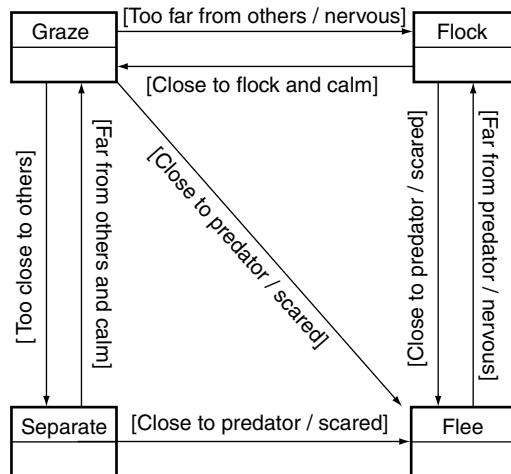 Graze
[Too far from others / nervous]
Flock
[Close to flock and calm]
[Too close to others]
[Far from others and calm]
[Close to predator / scared]
[Close to predator / scared]
[Far from predator / nervous]
Separate
[Close to predator / scared]
Flee